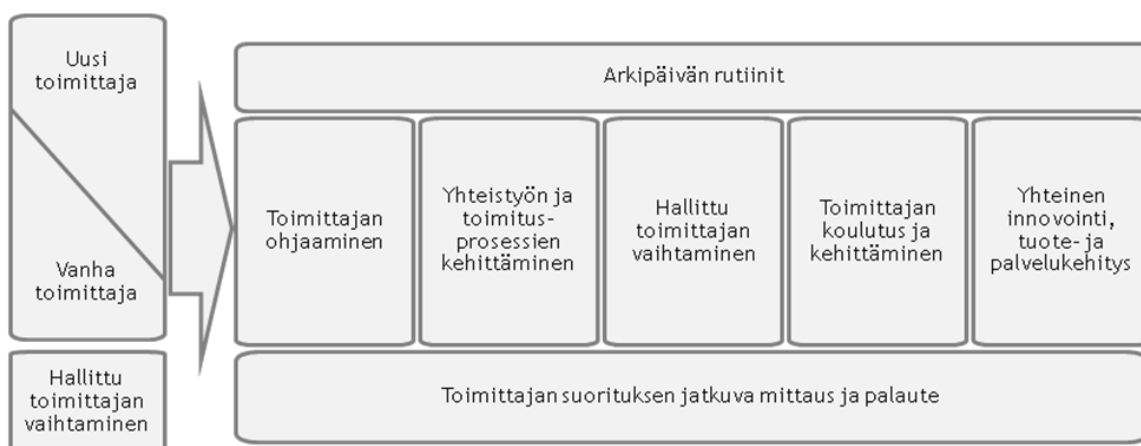 Uusi
toimittaja
Vanha
toimittaja
Hallittu
toimittajan
vaihtaminen
Arkipäivän rutiinit
Toimittajan
ohjaaminen
Yhteistyön ja
toimitus-
prosessien
kehittäminen
Hallittu
toimittajan
vaihtaminen
Toimittajan
koulutus ja
kehittäminen
Yhteinen
innovointi,
tuote- ja
palvelukehitys
Toimittajan suorituksen jatkuva mittaus ja palaute